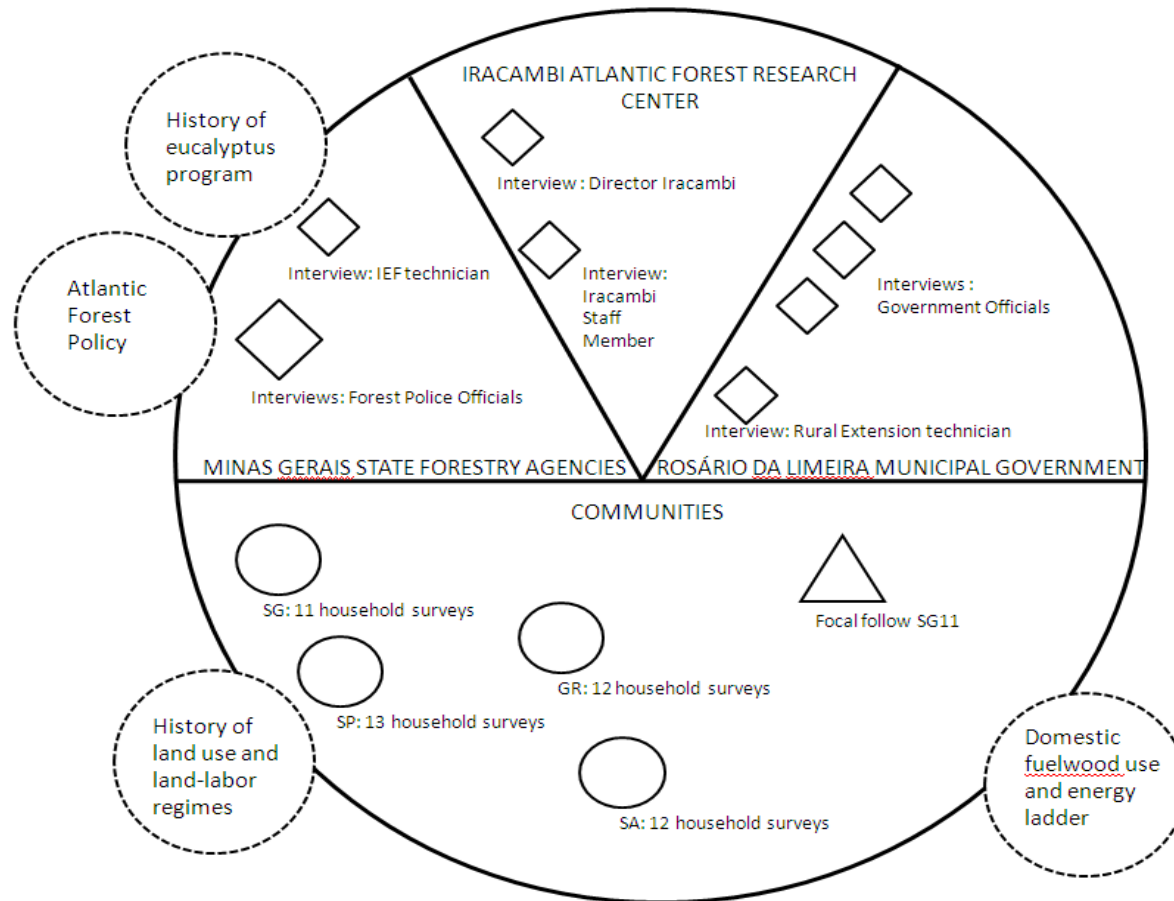 IRACAMBI ATLANTIC FOREST RESEARCH
CENTER
History of
eucalyptus
program
Interview : Director Iracambi
Atlantic
Forest
Policy
Interview: IEF technician
Interview:
Iracambi
Staff
Member
Interviews :
Government Officials
Interviews: Forest Police Officials
Interview: Rural Extension technician
MINAS GERAIS STATE FORESTRY AGENCIES
ROSÁRIO DA LIMEIRA MUNICIPAL GOVERNMENT
COMMUNITIES
SG: 11 household surveys
Focal follow SG11
GR: 12 household surveys
SP: 13 household surveys
History of
land use and
land-labor
regimes
SA: 12 household surveys
Domestic
fuelwood use
and energy
ladder